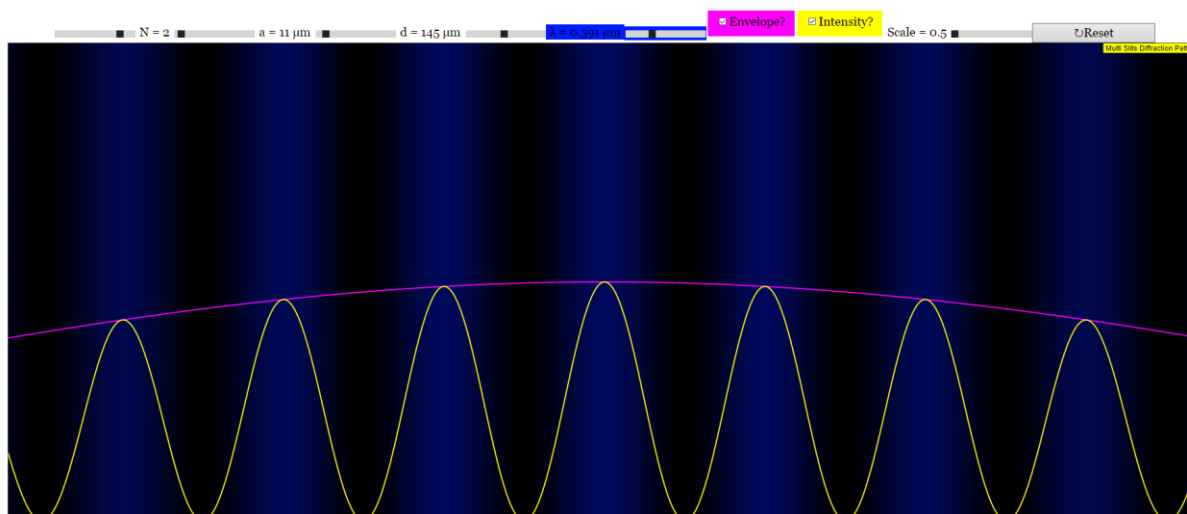 N = 2 a = 11 μm d = 145 μm λ = 0.391 μm Envelope? Intensity? Scale = 0.5 ↻Reset
Multi Slits Diffraction Patt